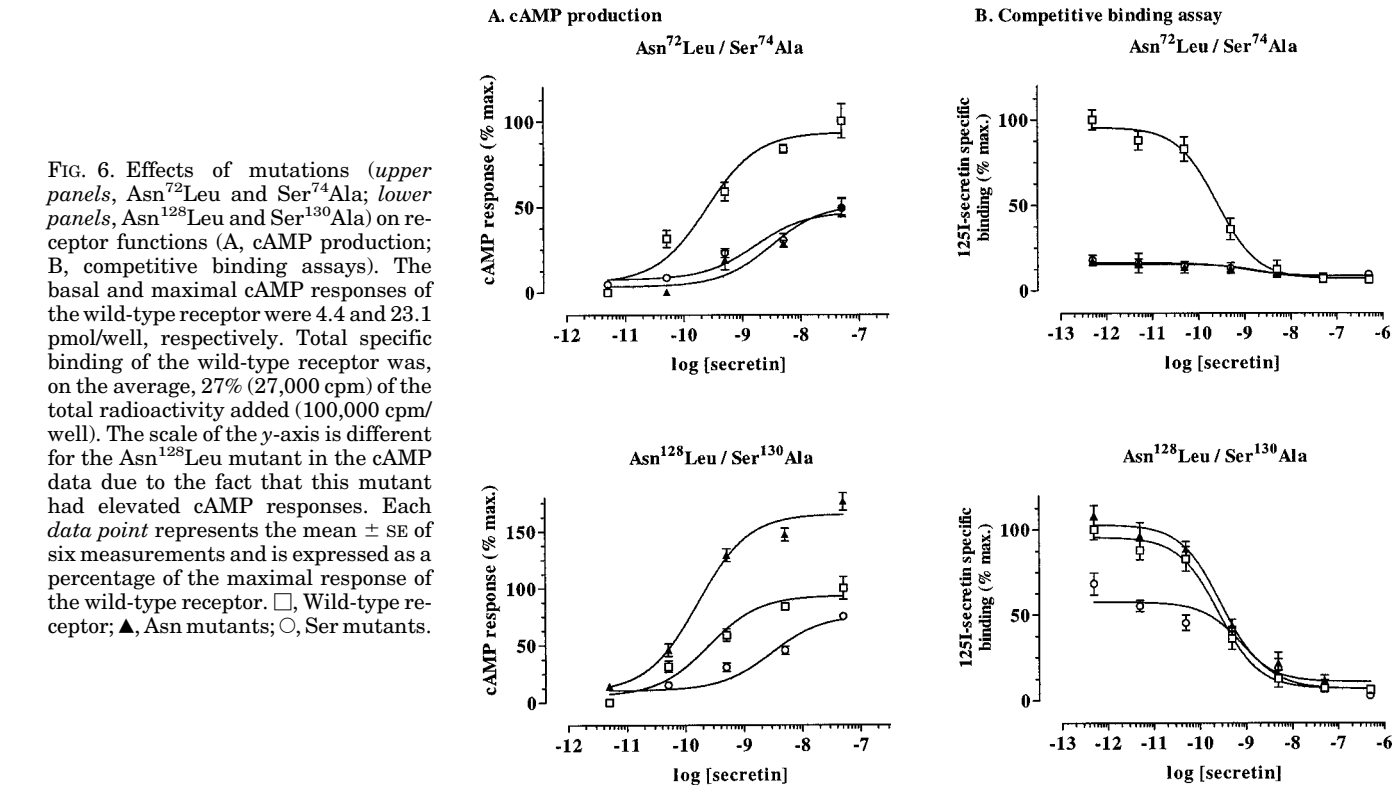 FIG. 6. Effects of mutations (upper
panels, Asn72Leu and Ser74Ala; lower
panels, Asn128Leu and Ser130Ala) on re-
ceptor functions (A, cAMP production;
B, competitive binding assays). The
basal and maximal cAMP responses of
the wild-type receptor were 4.4 and 23.1
pmol/well, respectively. Total specific
binding of the wild-type receptor was,
on the average, 27% (27,000 cpm) of the
total radioactivity added (100,000 cpm/
well). The scale of the y-axis is different
for the Asn128Leu mutant in the cAMP
data due to the fact that this mutant
had elevated cAMP responses. Each
data point represents the mean ± SE of
six measurements and is expressed as a
percentage of the maximal response of
the wild-type receptor. □, Wild-type re-
ceptor; ▲, Asn mutants; ○, Ser mutants.
A. cAMP production
Asn72Leu / Ser74Ala
cAMP response (% max.)
100
50
0
-12 -11 -10 -9 -8 -7
log [secretin]
B. Competitive binding assay
Asn72Leu / Ser74Ala
125I-secretin specific
binding (% max.)
100
50
0
-13 -12 -11 -10 -9 -8 -7 -6
log [secretin]
Asn128Leu / Ser130Ala
cAMP response (% max.)
150
100
50
0
-12 -11 -10 -9 -8 -7
log [secretin]
Asn128Leu / Ser130Ala
125I-secretin specific
binding (% max.)
100
50
0
-13 -12 -11 -10 -9 -8 -7 -6
log [secretin]